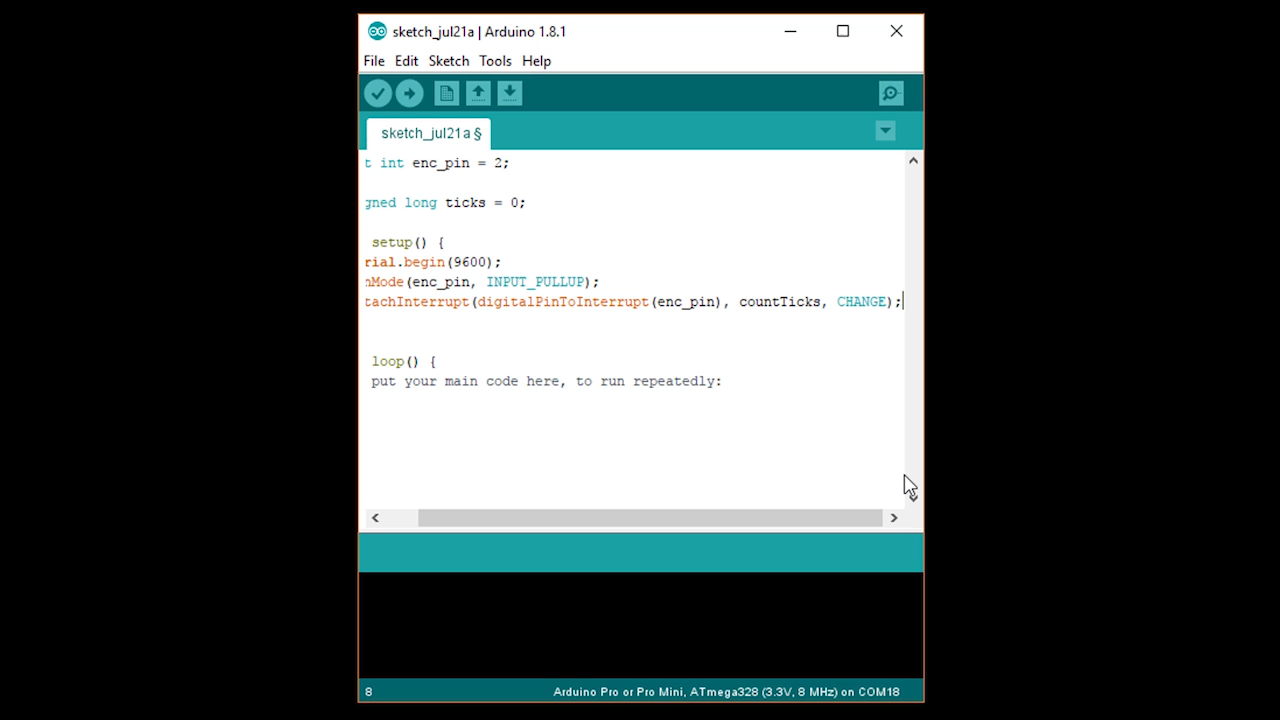 sketch_jul21a | Arduino 1.8.1
File Edit Sketch Tools Help
sketch_jul21a §
t int enc_pin = 2;
gned long ticks = 0;
setup() {
rial.begin(9600);
nMode(enc_pin, INPUT_PULLUP);
tachInterrupt(digitalPinToInterrupt(enc_pin), countTicks, CHANGE);
loop() {
put your main code here, to run repeatedly:
8 Arduino Pro or Pro Mini, ATmega328 (3.3V, 8 MHz) on COM18